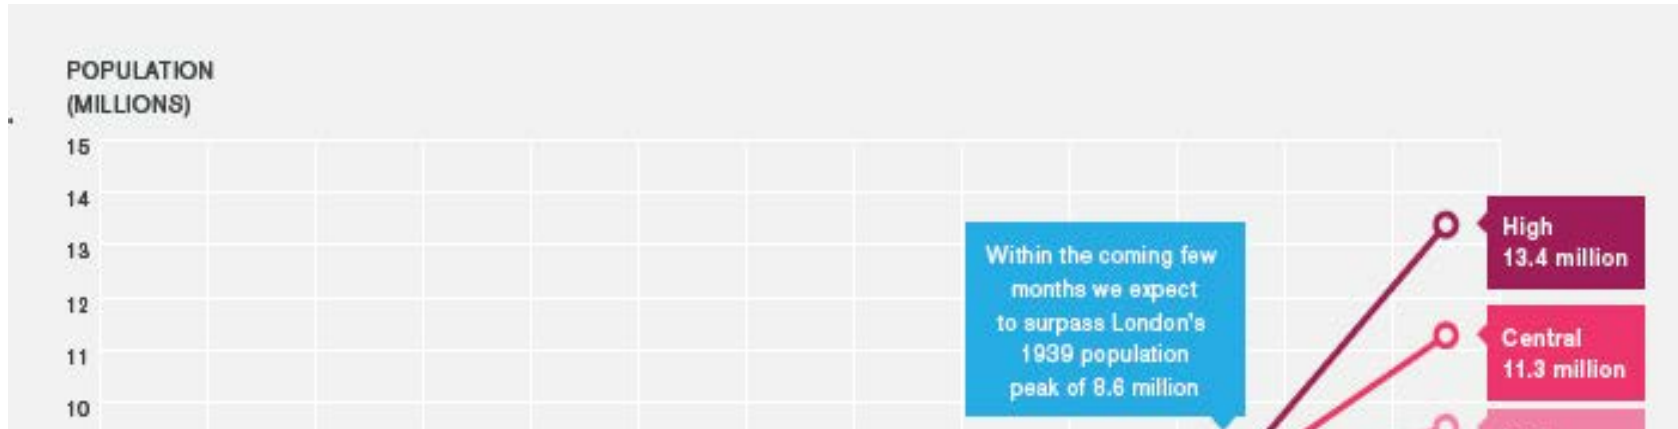 POPULATION
(MILLIONS)
15
14
13
12
11
10
Within the coming few
months we expect
to surpass London's
1939 population
peak of 8.6 million
High
13.4 million
Central
11.3 million